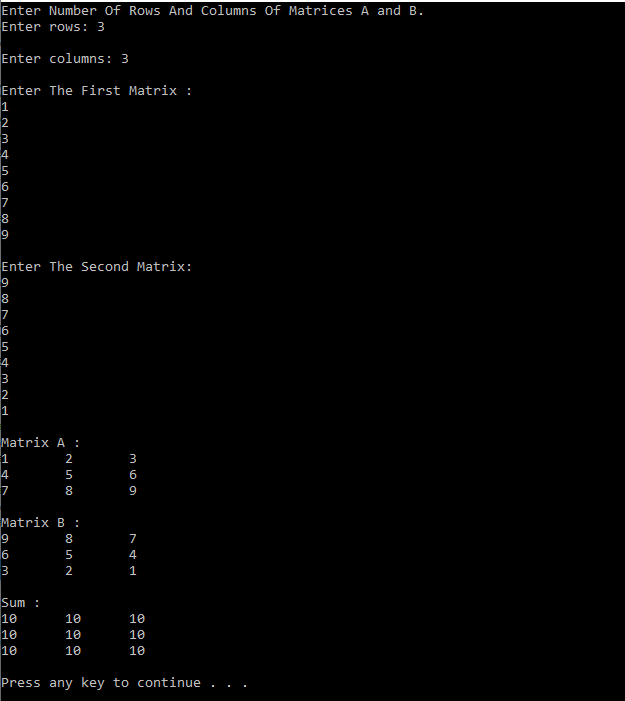 Enter Number Of Rows And Columns Of Matrices A and B.
Enter rows: 3
Enter columns: 3
Enter The First Matrix :
1
2
3
4
5
6
7
8
9
Enter The Second Matrix:
9
8
7
6
5
4
3
2
1
Matrix A :
1 2 3
4 5 6
7 8 9
Matrix B :
9 8 7
6 5 4
3 2 1
Sum :
10 10 10
10 10 10
10 10 10
Press any key to continue . . .